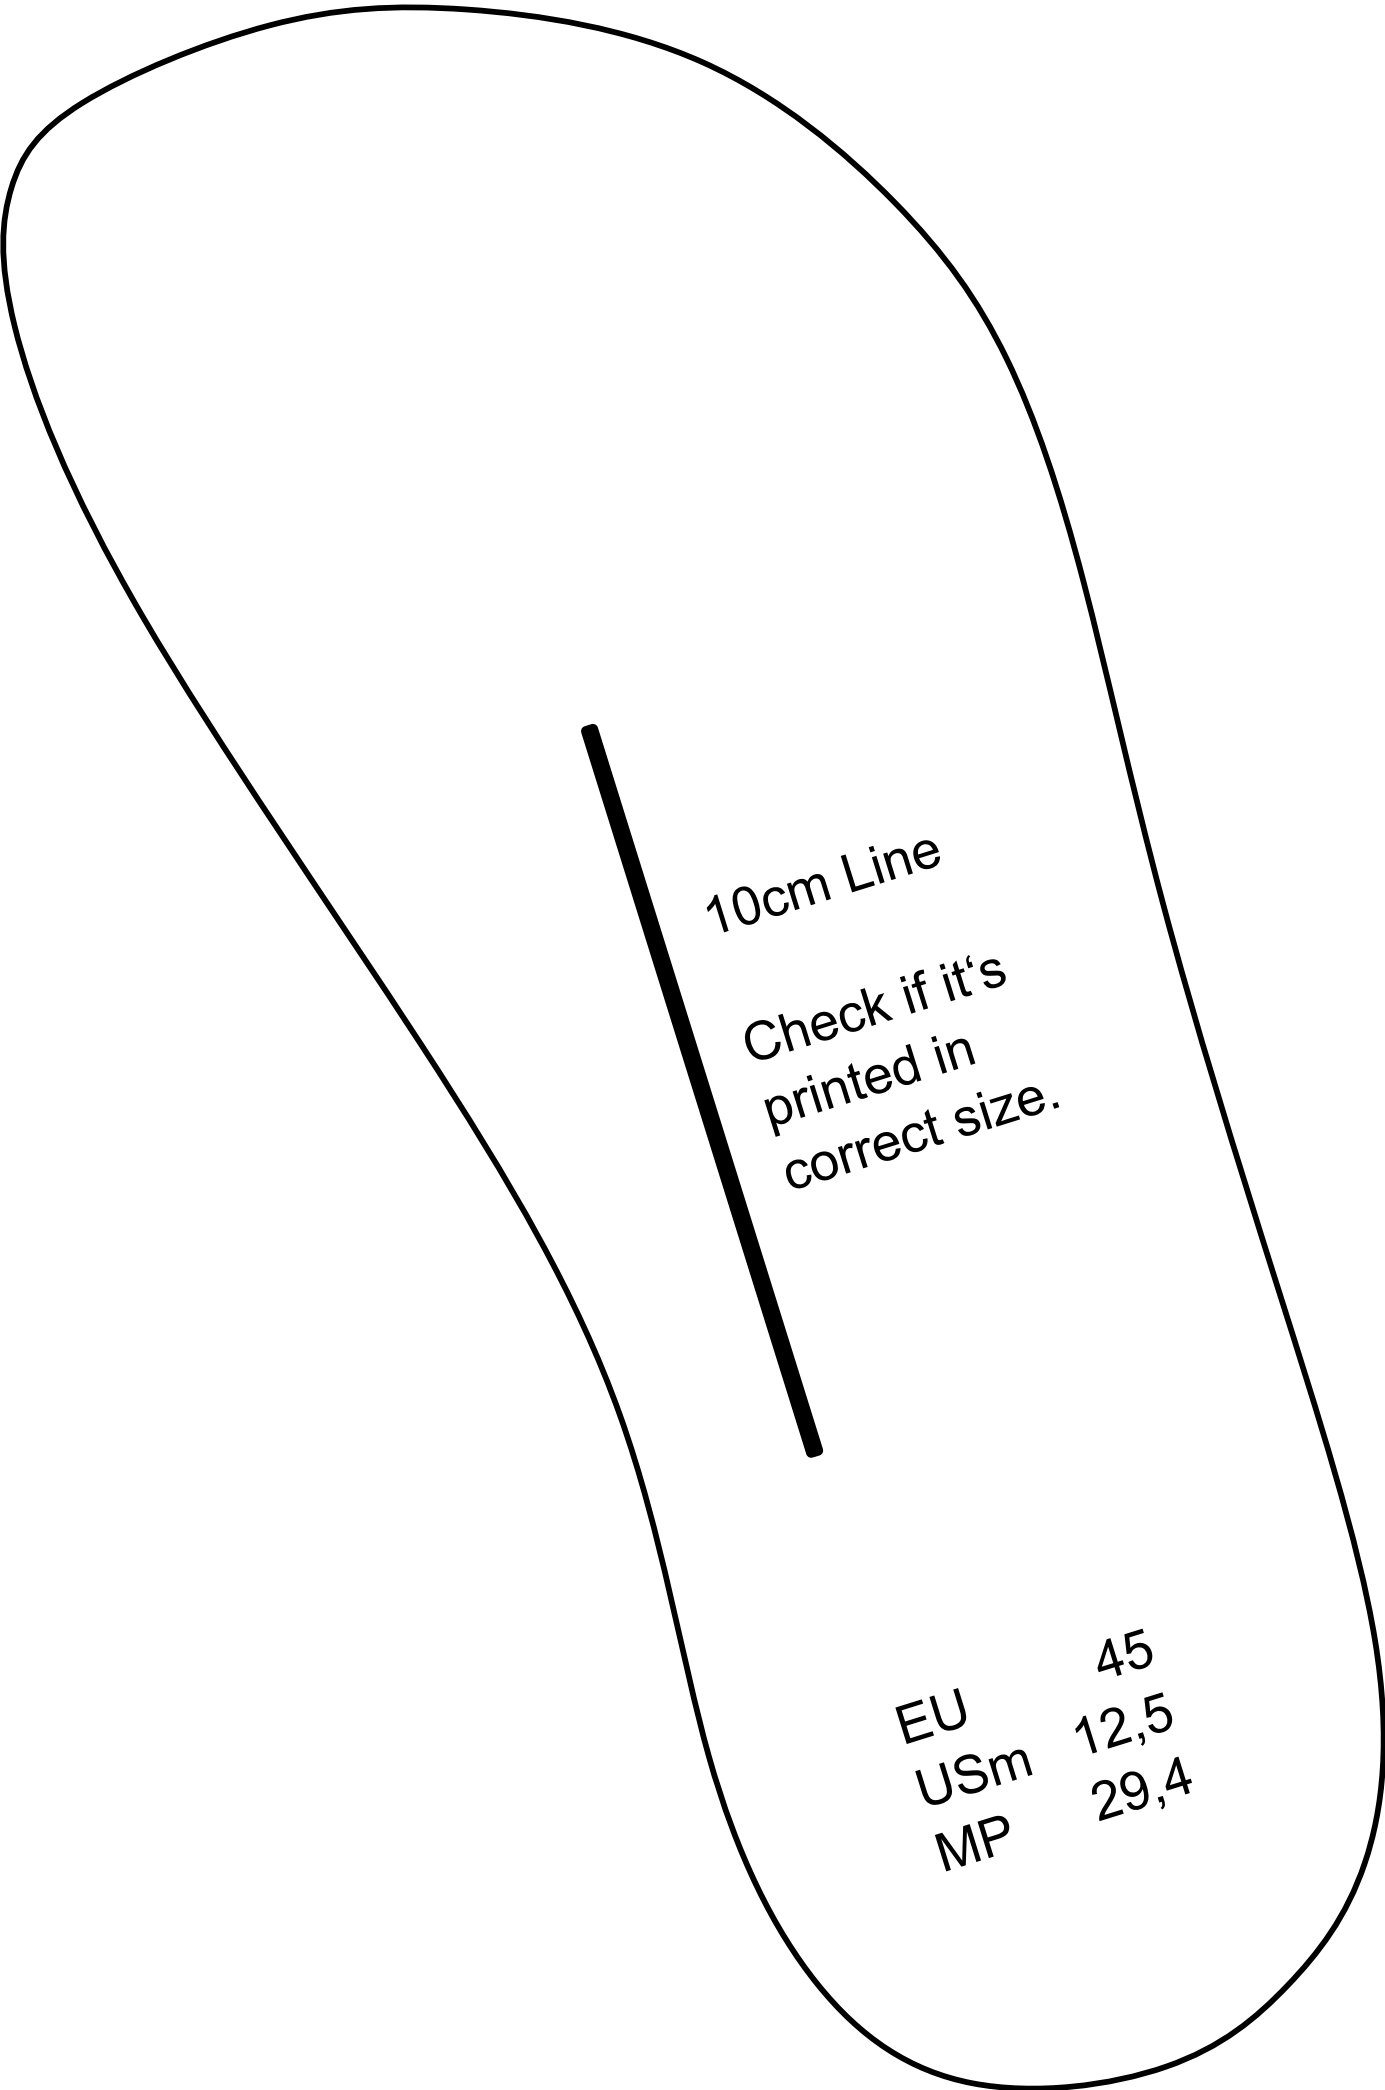 10cm Line
Check if it‘s
printed in
correct size.
EU 45
USm 12,5
MP 29,4